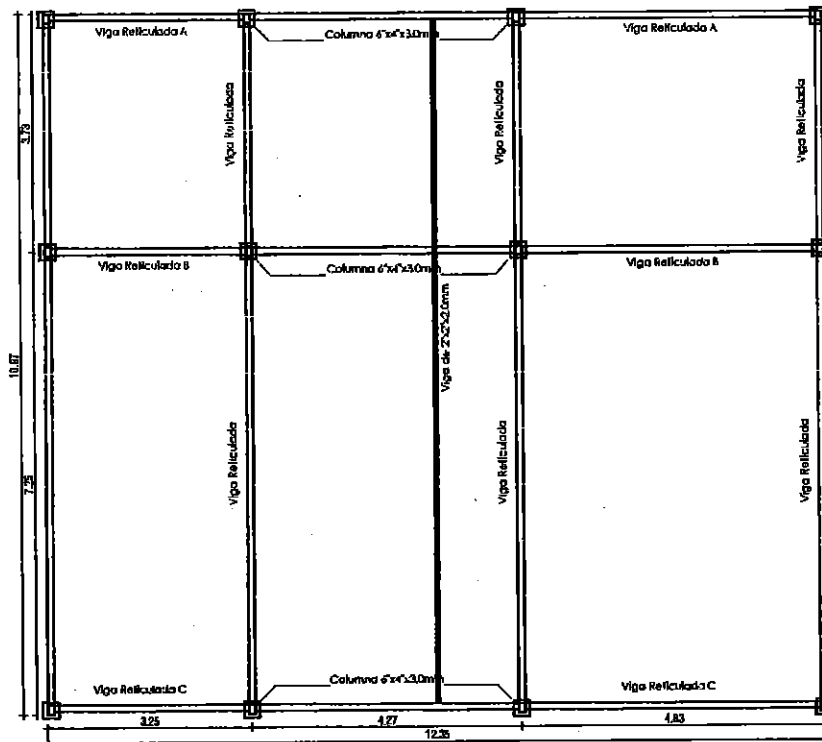 Viga Reticulada A
Columna 6"x4"x3.0mm
Viga Reticulada A
3.73
Viga Reticulada
Viga Reticulada
Viga Reticulada
Viga Reticulada B
Columna 6"x4"x3.0mm
Viga Reticulada B
Viga de 2"x2"x2.0mm
10.97
7.25
Viga Reticulada
Viga Reticulada
Viga Reticulada
Viga Reticulada C
Columna 6"x4"x3.0mm
Viga Reticulada C
3.25
4.27
4.83
12.35